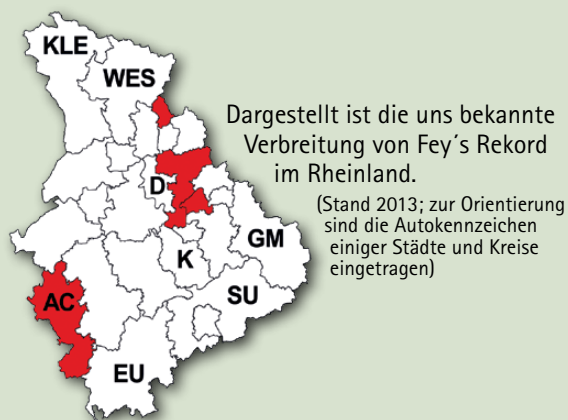 KLE
WES
Dargestellt ist die uns bekannte
Verbreitung von Fey´s Rekord
im Rheinland.
D
(Stand 2013; zur Orientierung
sind die Autokennzeichen
einiger Städte und Kreise
eingetragen)
GM
K
SU
AC
EU